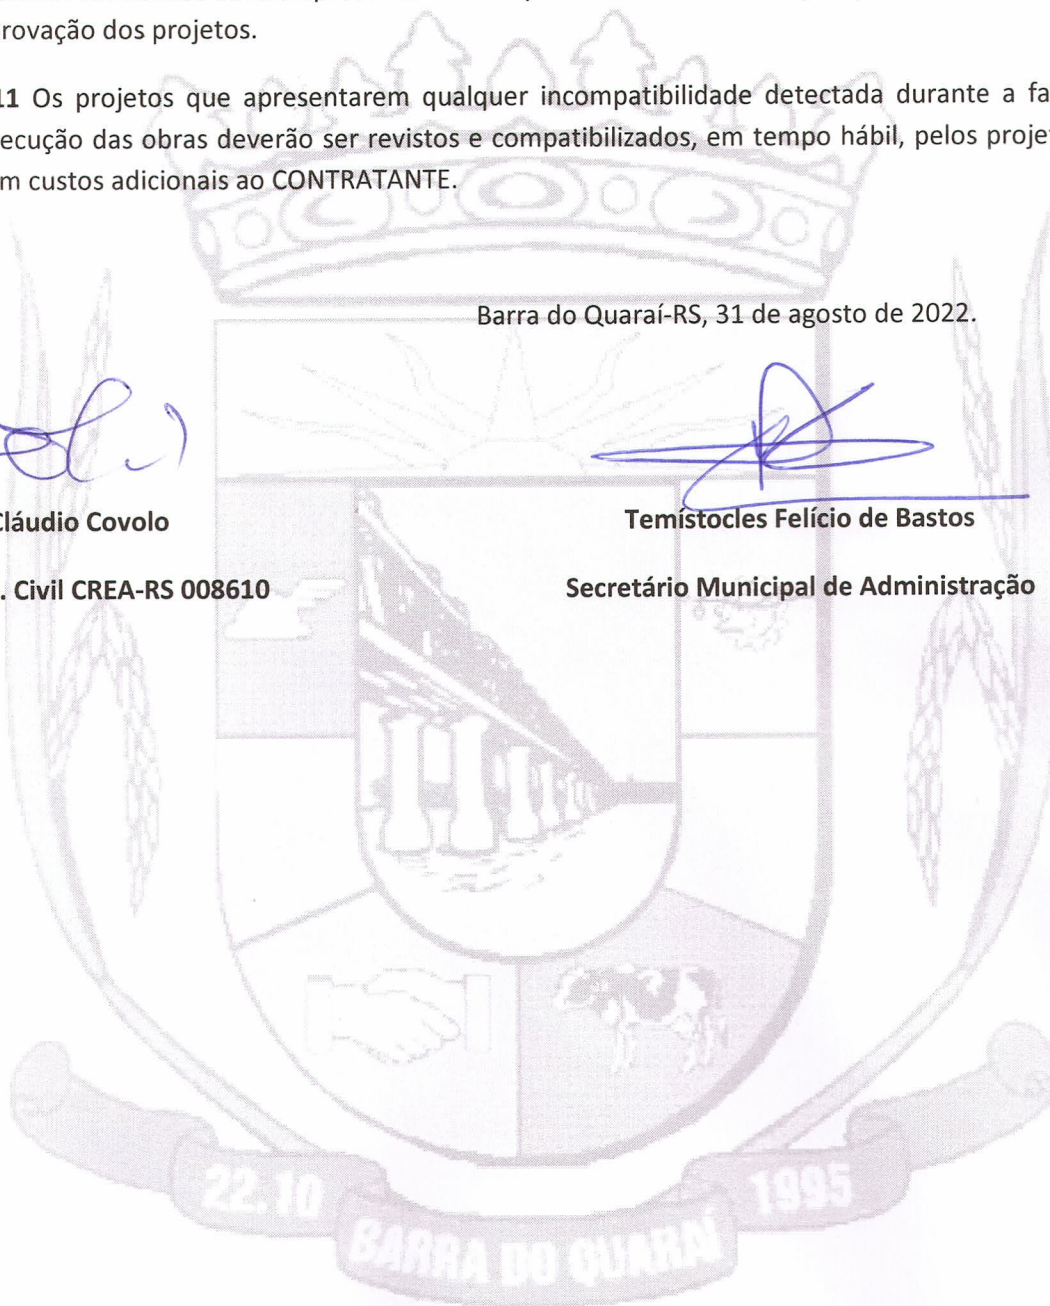 rovação dos projetos.
11 Os projetos que apresentarem qualquer incompatibilidade detectada durante a fa
ecução das obras deverão ser revistos e compatibilizados, em tempo hábil, pelos proje
m custos adicionais ao CONTRATANTE.
Barra do Quaraí-RS, 31 de agosto de 2022.
Cláudio Covolo
Temístocles Felício de Bastos
. Civil CREA-RS 008610
Secretário Municipal de Administração
22.10
1995
BARRA DO QUARAÍ